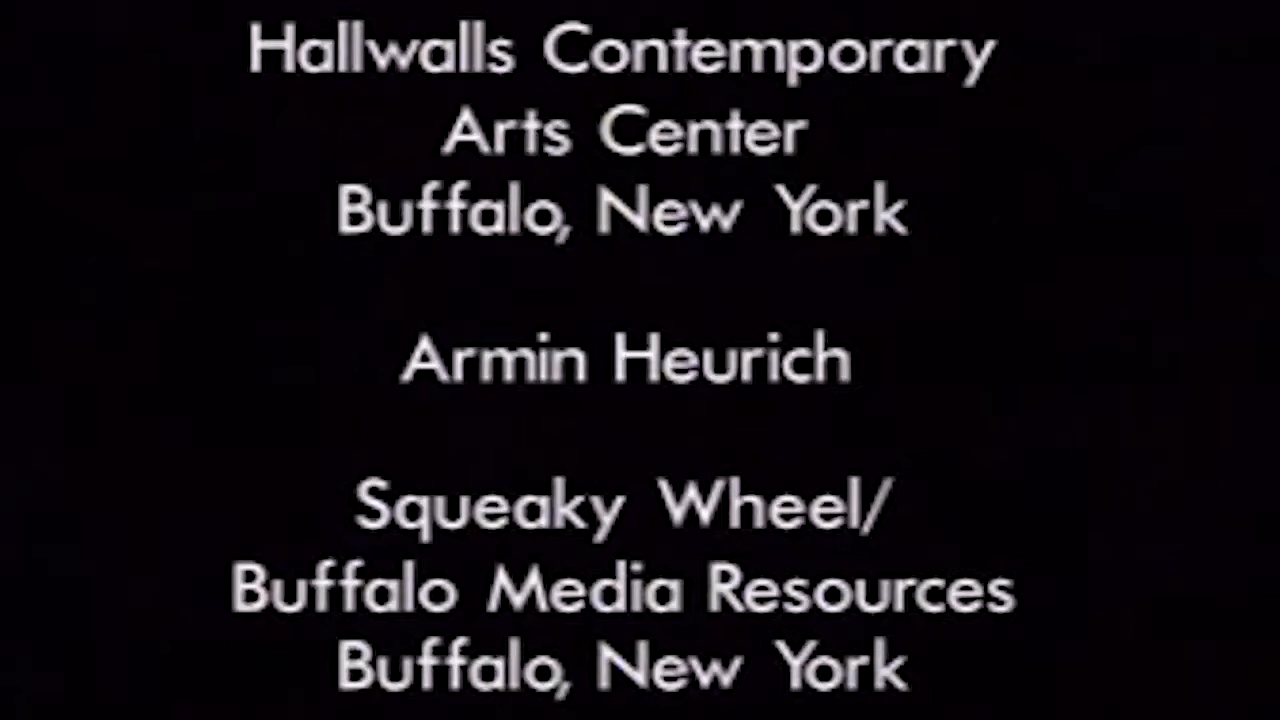 Hallwalls Contemporary
Arts Center
Buffalo, New York
Armin Heurich
Squeaky Wheel/
Buffalo Media Resources
Buffalo, New York